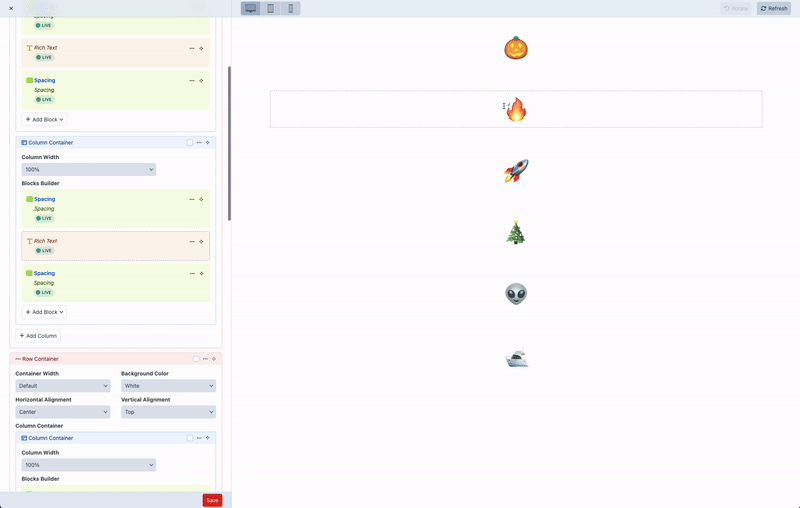 Refresh
LIVE
Rich Text
LIVE
Spacing
Spacing
LIVE
+ Add Block
Column Container
Column Width
100%
Blocks Builder
Spacing
Spacing
LIVE
Rich Text
LIVE
Spacing
Spacing
LIVE
+ Add Block
+ Add Column
Row Container
Container Width
Background Color
Default
White
Horizontal Alignment
Vertical Alignment
Center
Top
Column Container
Column Container
Column Width
100%
Blocks Builder
Save